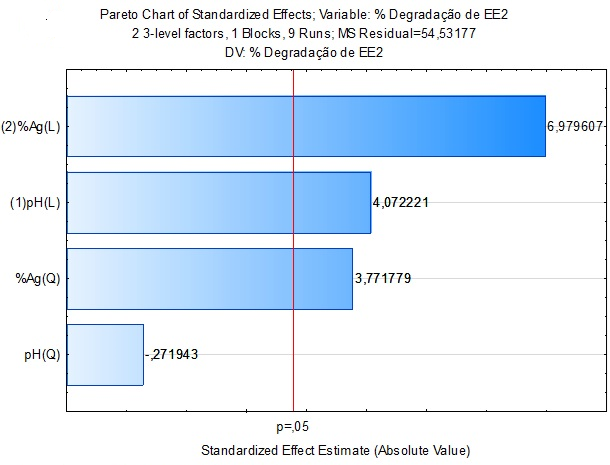 Pareto Chart of Standardized Effects; Variable: % Degradação de EE2
2 3-level factors, 1 Blocks, 9 Runs; MS Residual=54,53177
DV: % Degradação de EE2
(2)%Ag(L)
6,979607
(1)pH(L)
4,072221
%Ag(Q)
3,771779
pH(Q)
-,271943
p=,05
Standardized Effect Estimate (Absolute Value)